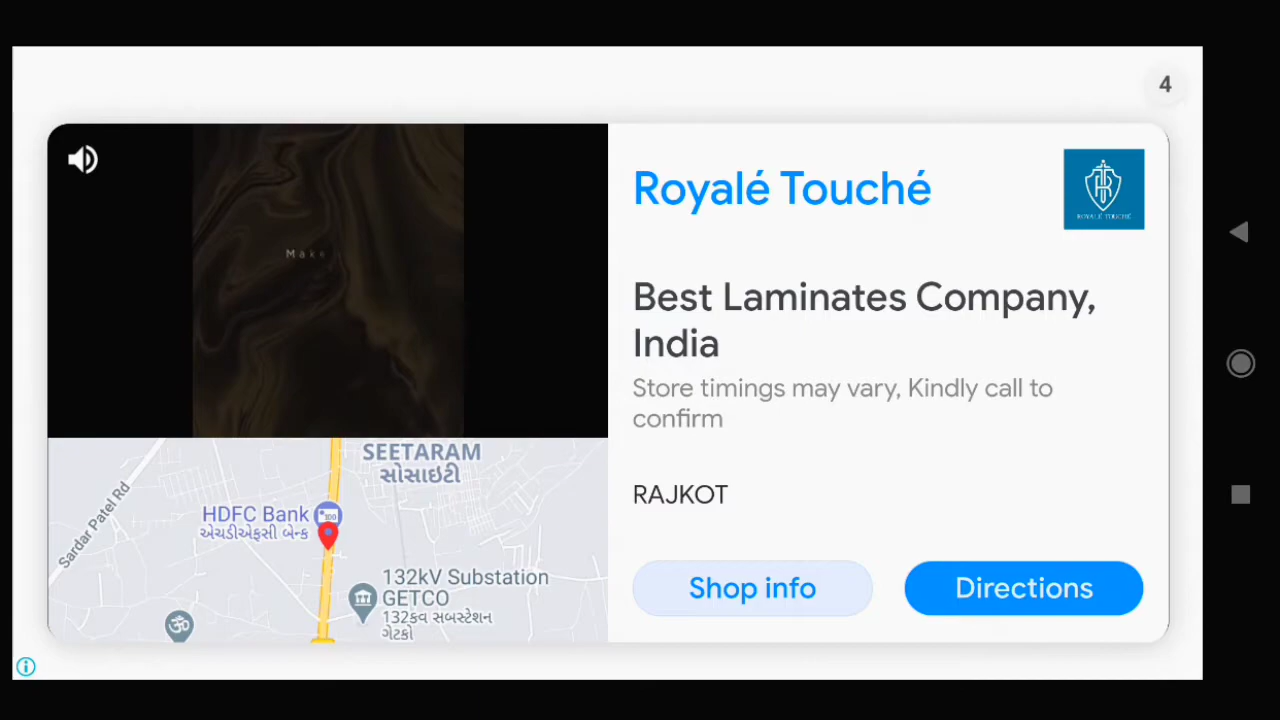 4
Make
Royalé Touché
ROYALÉ TOUCHÉ
Best Laminates Company,
India
Store timings may vary, Kindly call to
confirm
RAJKOT
Shop info
Directions
SEETARAM
સોસાઇટી
Sardar Patel Rd
HDFC Bank
એચડીએફસી બેન્ક
132kV Substation
GETCO
132કવ સબસ્ટેશન
ગેટકો
ૐ